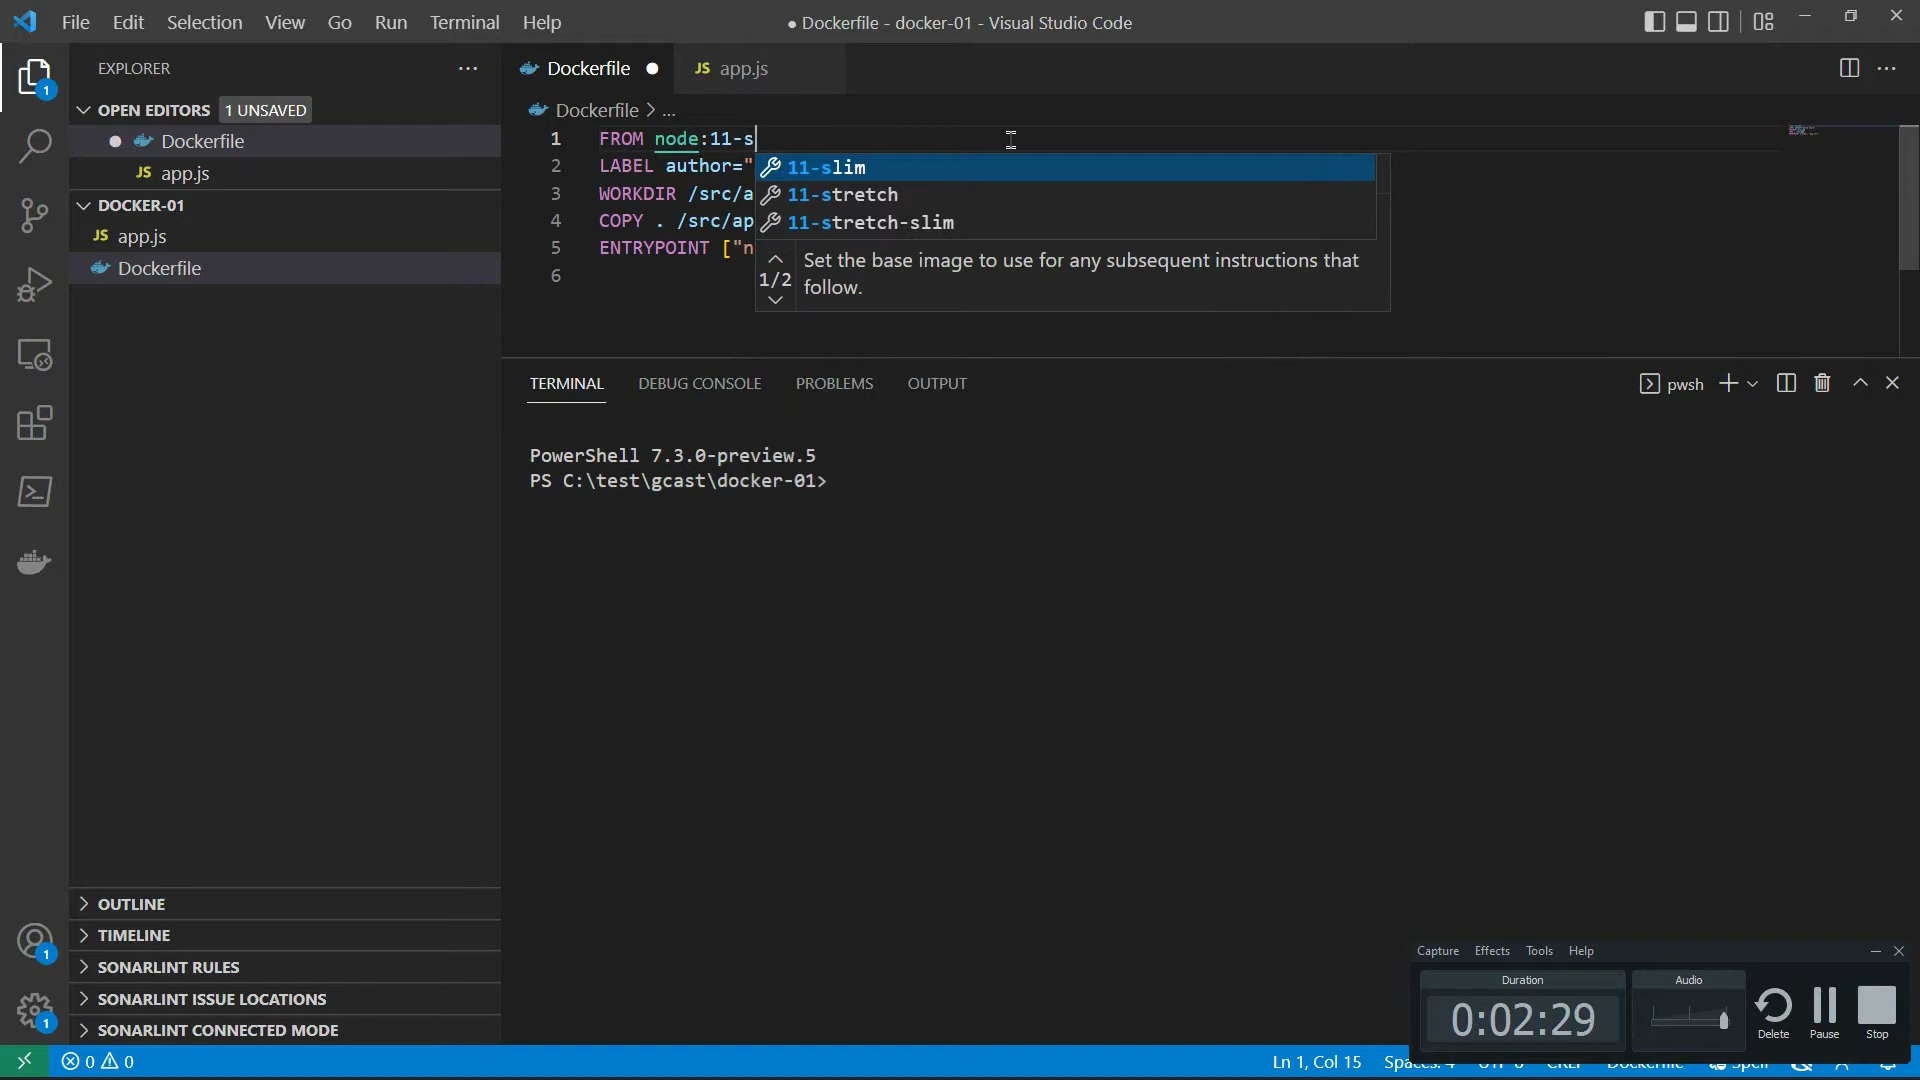 File Edit Selection View Go Run Terminal Help
● Dockerfile - docker-01 - Visual Studio Code
EXPLORER
OPEN EDITORS 1 UNSAVED
Dockerfile
JS app.js
DOCKER-01
JS app.js
Dockerfile
Dockerfile
JS app.js
Dockerfile > ...
1 FROM node:11-s
2 LABEL author="
3 WORKDIR /src/a
4 COPY . /src/ap
5 ENTRYPOINT ["n
6
11-slim
11-stretch
11-stretch-slim
1/2
Set the base image to use for any subsequent instructions that
follow.
TERMINAL DEBUG CONSOLE PROBLEMS OUTPUT
pwsh
PowerShell 7.3.0-preview.5
PS C:\test\gcast\docker-01>
OUTLINE
TIMELINE
SONARLINT RULES
SONARLINT ISSUE LOCATIONS
SONARLINT CONNECTED MODE
1
1
1
Capture Effects Tools Help
Duration
Audio
0:02:29
Delete
Pause
Stop
0 0
Ln 1, Col 15